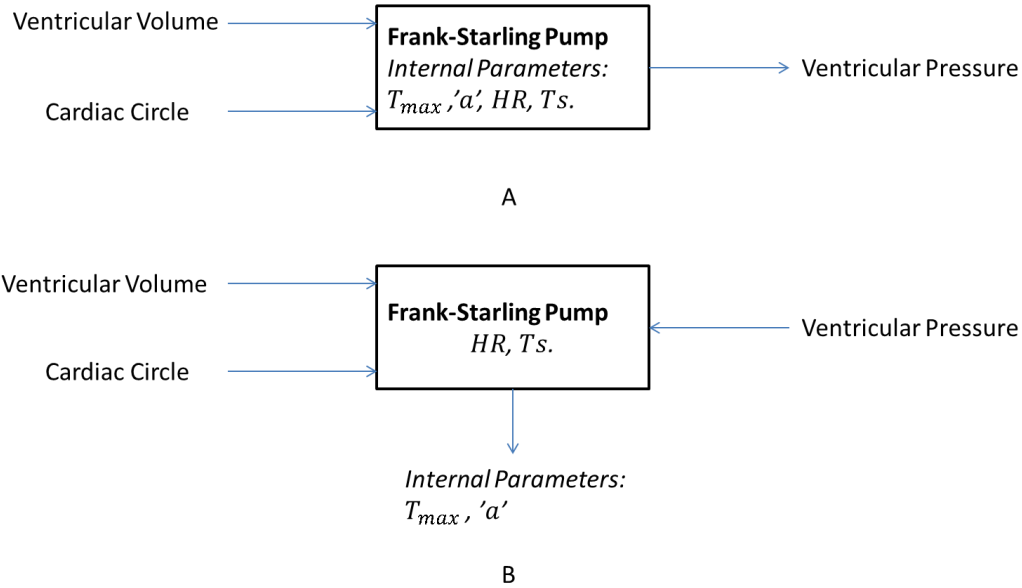 Ventricular Volume
Frank-Starling Pump
Internal Parameters:
Tmax ,'a', HR, Ts.
Ventricular Pressure
Cardiac Circle
A
Ventricular Volume
Frank-Starling Pump
HR, Ts.
Ventricular Pressure
Cardiac Circle
Internal Parameters:
Tmax , 'a'
B